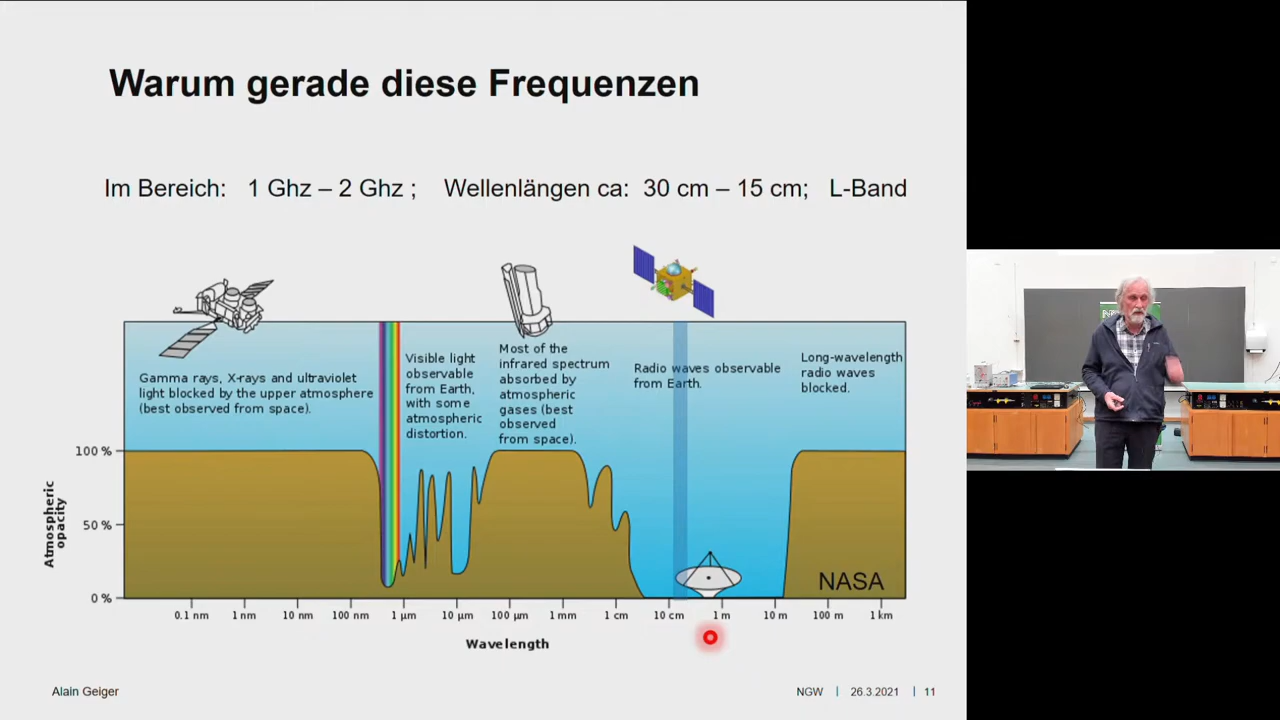 Warum gerade diese Frequenzen
Im Bereich: 1 Ghz – 2 Ghz ; Wellenlängen ca: 30 cm – 15 cm; L-Band
Gamma rays, X-rays and ultraviolet
light blocked by the upper atmosphere
(best observed from space).
Visible light
observable
from Earth,
with some
atmospheric
distortion.
Most of the
infrared spectrum
absorbed by
atmospheric
gases (best
observed
from space).
Radio waves observable
from Earth.
Long-wavelength
radio waves
blocked.
Atmospheric
opacity
100 %
50 %
0 %
NASA
0.1 nm 1 nm 10 nm 100 nm 1 µm 10 µm 100 µm 1 mm 1 cm 10 cm 1 m 10 m 100 m 1 km
Wavelength
Alain Geiger NGW | 26.3.2021 | 11